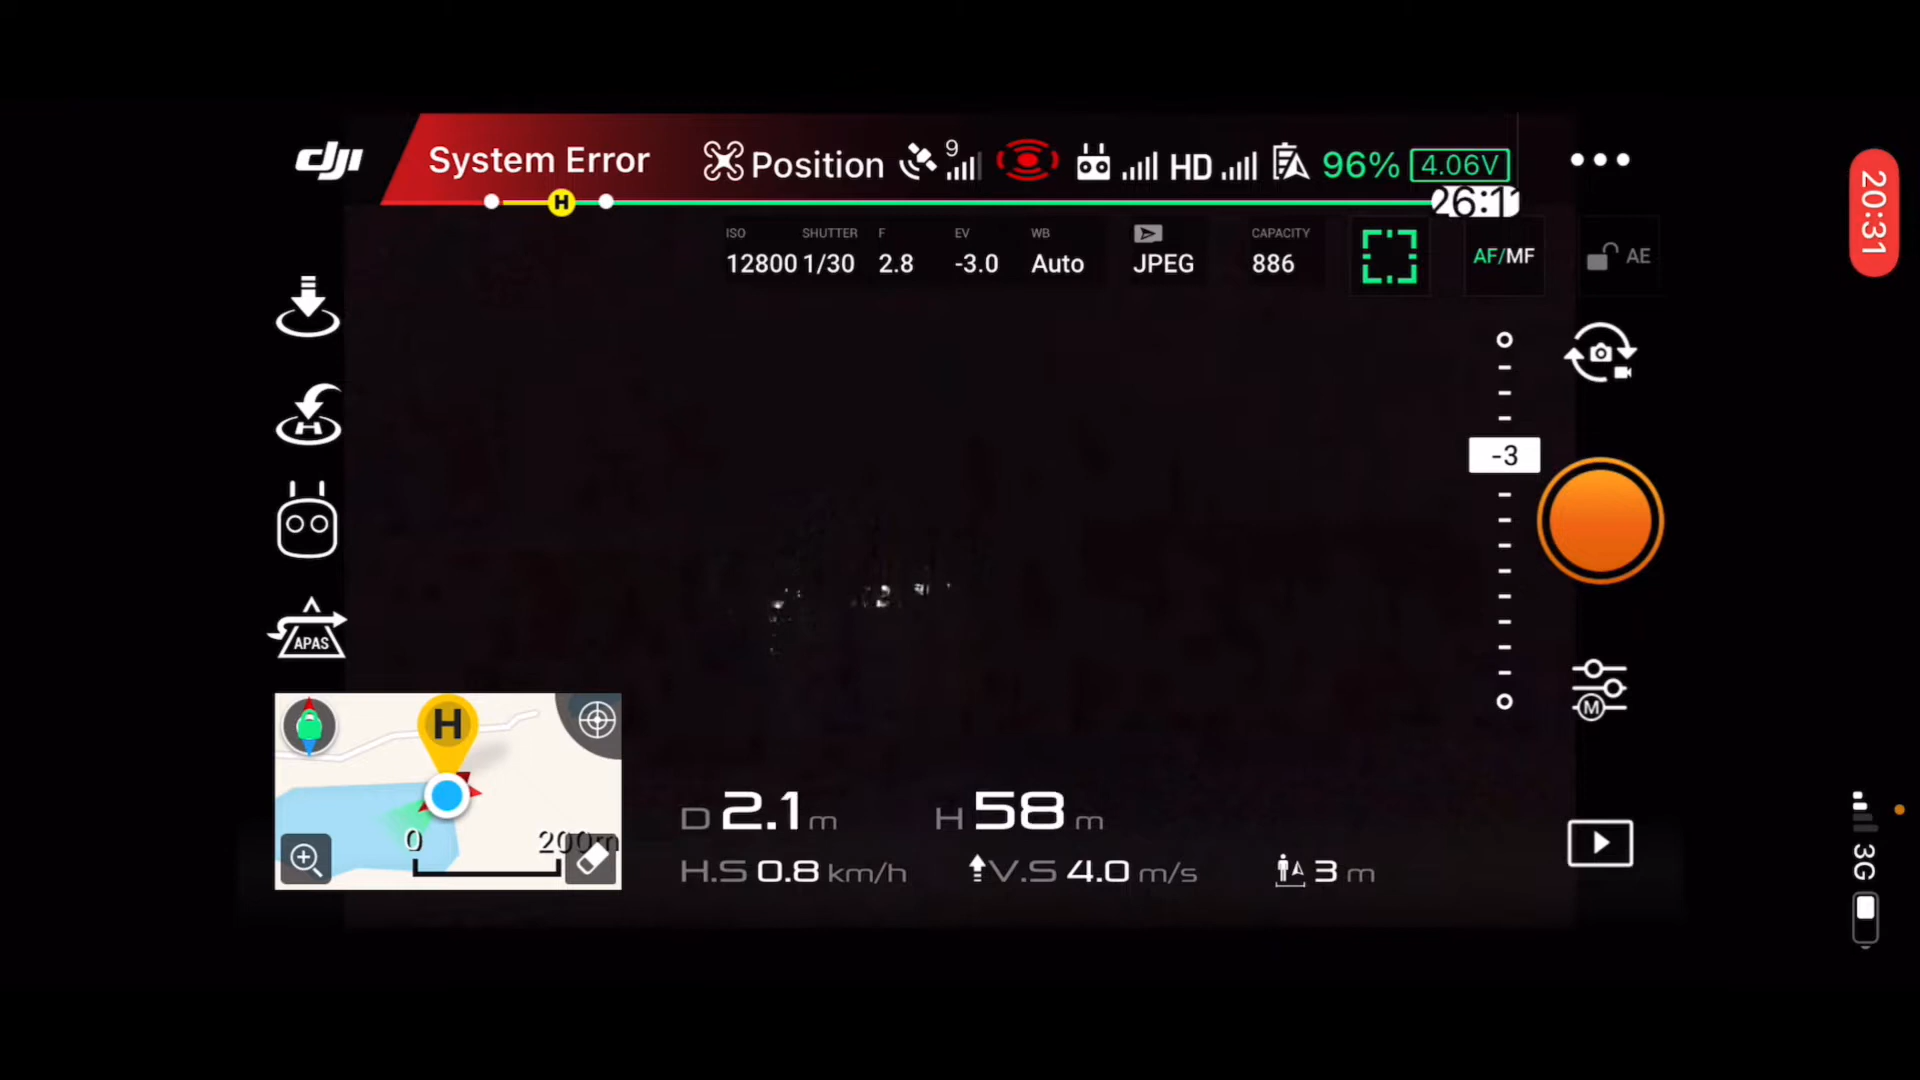 dji System Error Position 9 HD 96% 4.06V
H 26:11
20:31
ISO SHUTTER F EV WB CAPACITY
12800 1/30 2.8 -3.0 Auto JPEG 886 AF/MF AE
-3
H
APAS
M
H
0 200m
D 2.1 m H 58 m
H.S 0.8 km/h V.S 4.0 m/s 3 m
3G